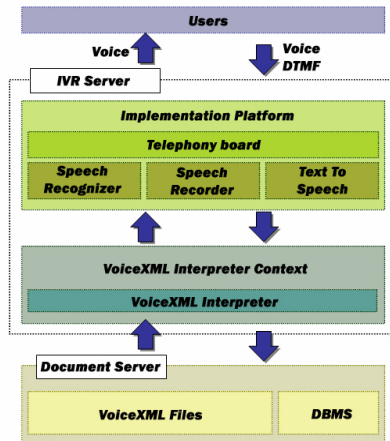 Users
Voice
Voice
DTMF
IVR Server
Implementation Platform
Telephony board
Speech
Recognizer
Speech
Recorder
Text To
Speech
VoiceXML Interpreter Context
VoiceXML Interpreter
Document Server
VoiceXML Files
DBMS